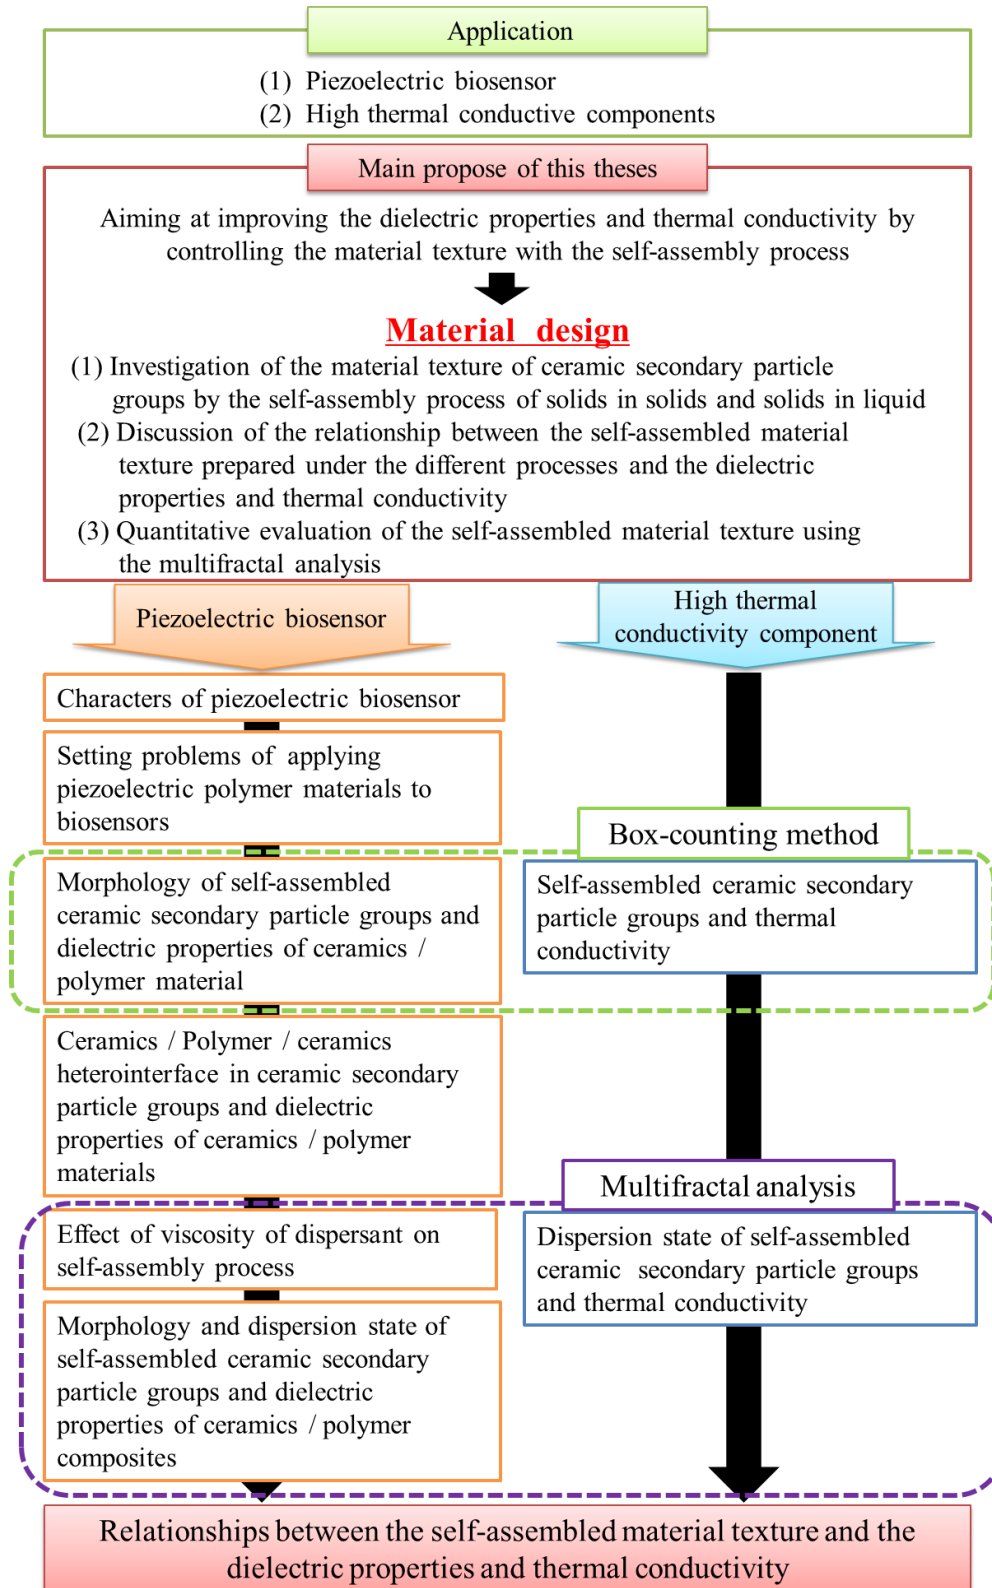 Application
(1) Piezoelectric biosensor
(2) High thermal conductive components
Main propose of this theses
Aiming at improving the dielectric properties and thermal conductivity by
controlling the material texture with the self-assembly process
Material design
(1) Investigation of the material texture of ceramic secondary particle
groups by the self-assembly process of solids in solids and solids in liquid
(2) Discussion of the relationship between the self-assembled material
texture prepared under the different processes and the dielectric
properties and thermal conductivity
(3) Quantitative evaluation of the self-assembled material texture using
the multifractal analysis
Piezoelectric biosensor
High thermal
conductivity component
Characters of piezoelectric biosensor
Setting problems of applying
piezoelectric polymer materials to
biosensors
Box-counting method
Morphology of self-assembled
ceramic secondary particle groups and
dielectric properties of ceramics /
polymer material
Self-assembled ceramic secondary
particle groups and thermal
conductivity
Ceramics / Polymer / ceramics
heterointerface in ceramic secondary
particle groups and dielectric
properties of ceramics / polymer
materials
Multifractal analysis
Effect of viscosity of dispersant on
self-assembly process
Dispersion state of self-assembled
ceramic secondary particle groups
and thermal conductivity
Morphology and dispersion state of
self-assembled ceramic secondary
particle groups and dielectric
properties of ceramics / polymer
composites
Relationships between the self-assembled material texture and the
dielectric properties and thermal conductivity